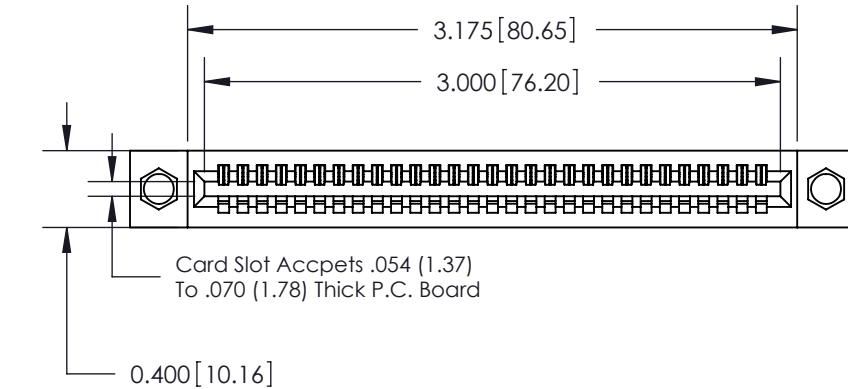 3.175[80.65]
3.000[76.20]
Card Slot Accpets .054 (1.37)
To .070 (1.78) Thick P.C. Board
0.400[10.16]